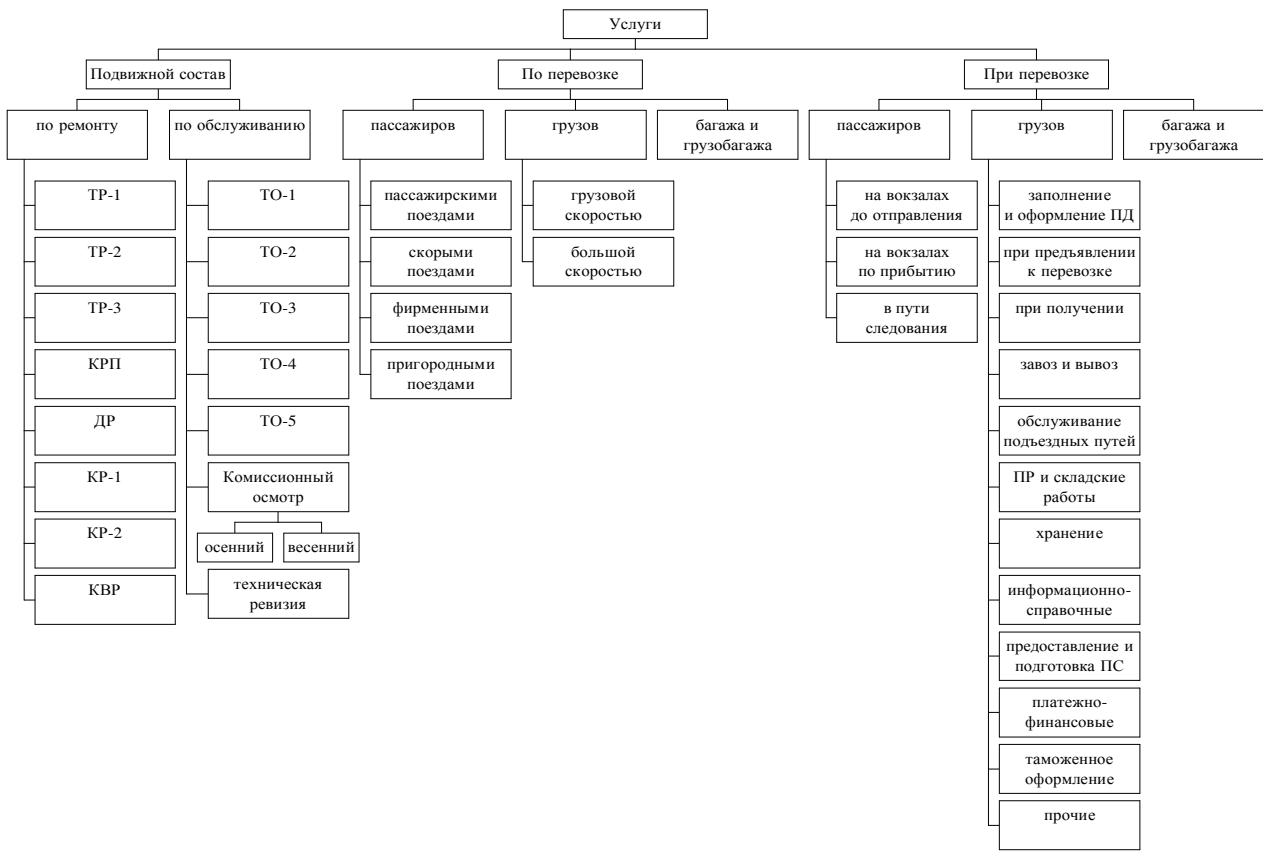 Услуги
Подвижной состав
По перевозке
При перевозке
по ремонту
по обслуживанию
пассажиров
грузов
багажа и
грузобагажа
пассажиров
грузов
багажа и
грузобагажа
ТР-1
ТР-2
ТР-3
КРП
ДР
КР-1
КР-2
КВР
ТО-1
ТО-2
ТО-3
ТО-4
ТО-5
Комиссионный
осмотр
осенний
весенний
техническая
ревизия
пассажирскими
поездами
скорыми
поездами
фирменными
поездами
пригородными
поездами
грузовой
скоростью
большой
скоростью
на вокзалах
до отправления
на вокзалах
по прибытию
в пути
следования
заполнение
и оформление ПД
при предъявлении
к перевозке
при получении
завоз и вывоз
обслуживание
подъездных путей
ПР и складские
работы
хранение
информационно-
справочные
предоставление и
подготовка ПС
платежно-
финансовые
таможенное
оформление
прочие